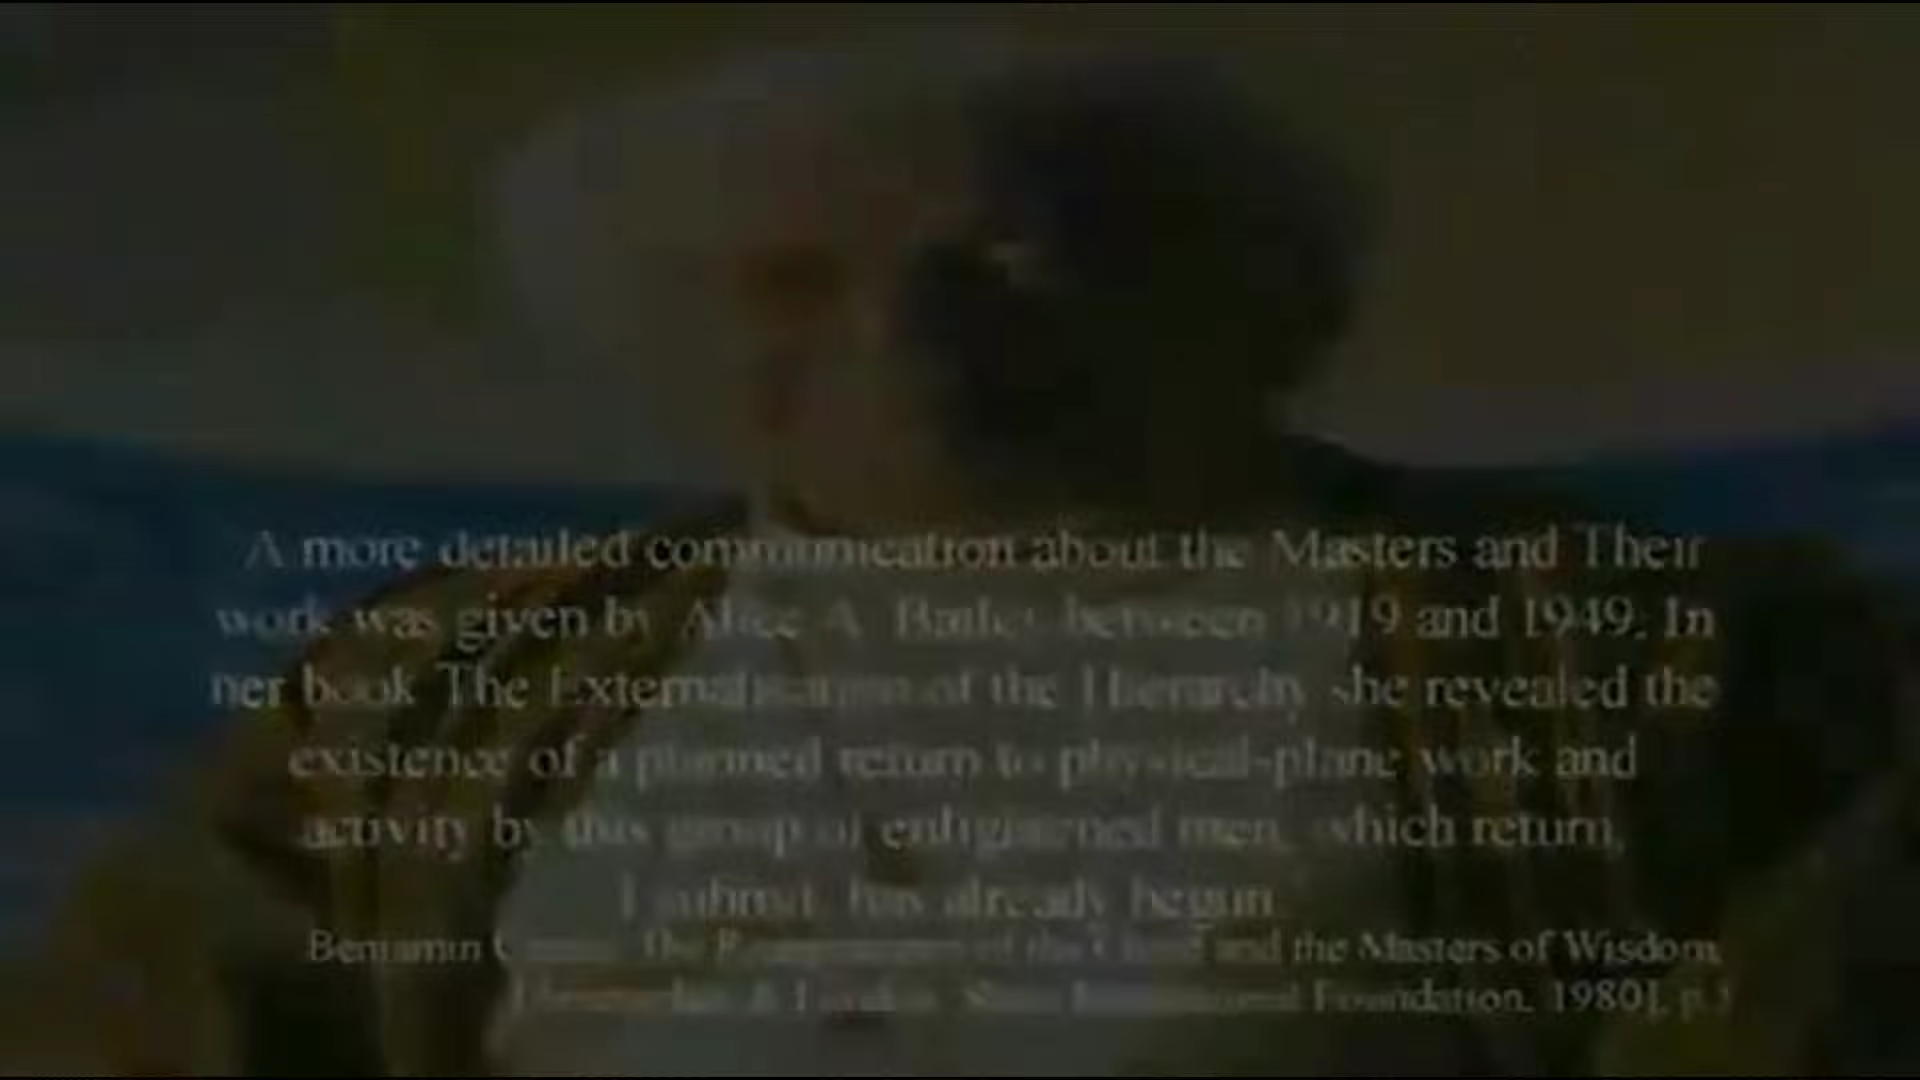 A more detailed communication about the Masters and Their
work was given by Alice A. Bailey between 1919 and 1949. In
her book The Externalisation of the Hierarchy she revealed the
existence of a planned return to physical-plane work and
activity by this group of enlightened men, which return,
I submit, has already begun.
Benjamin the of the and the Masters of Wisdom,
& London Foundation, 1980], p.